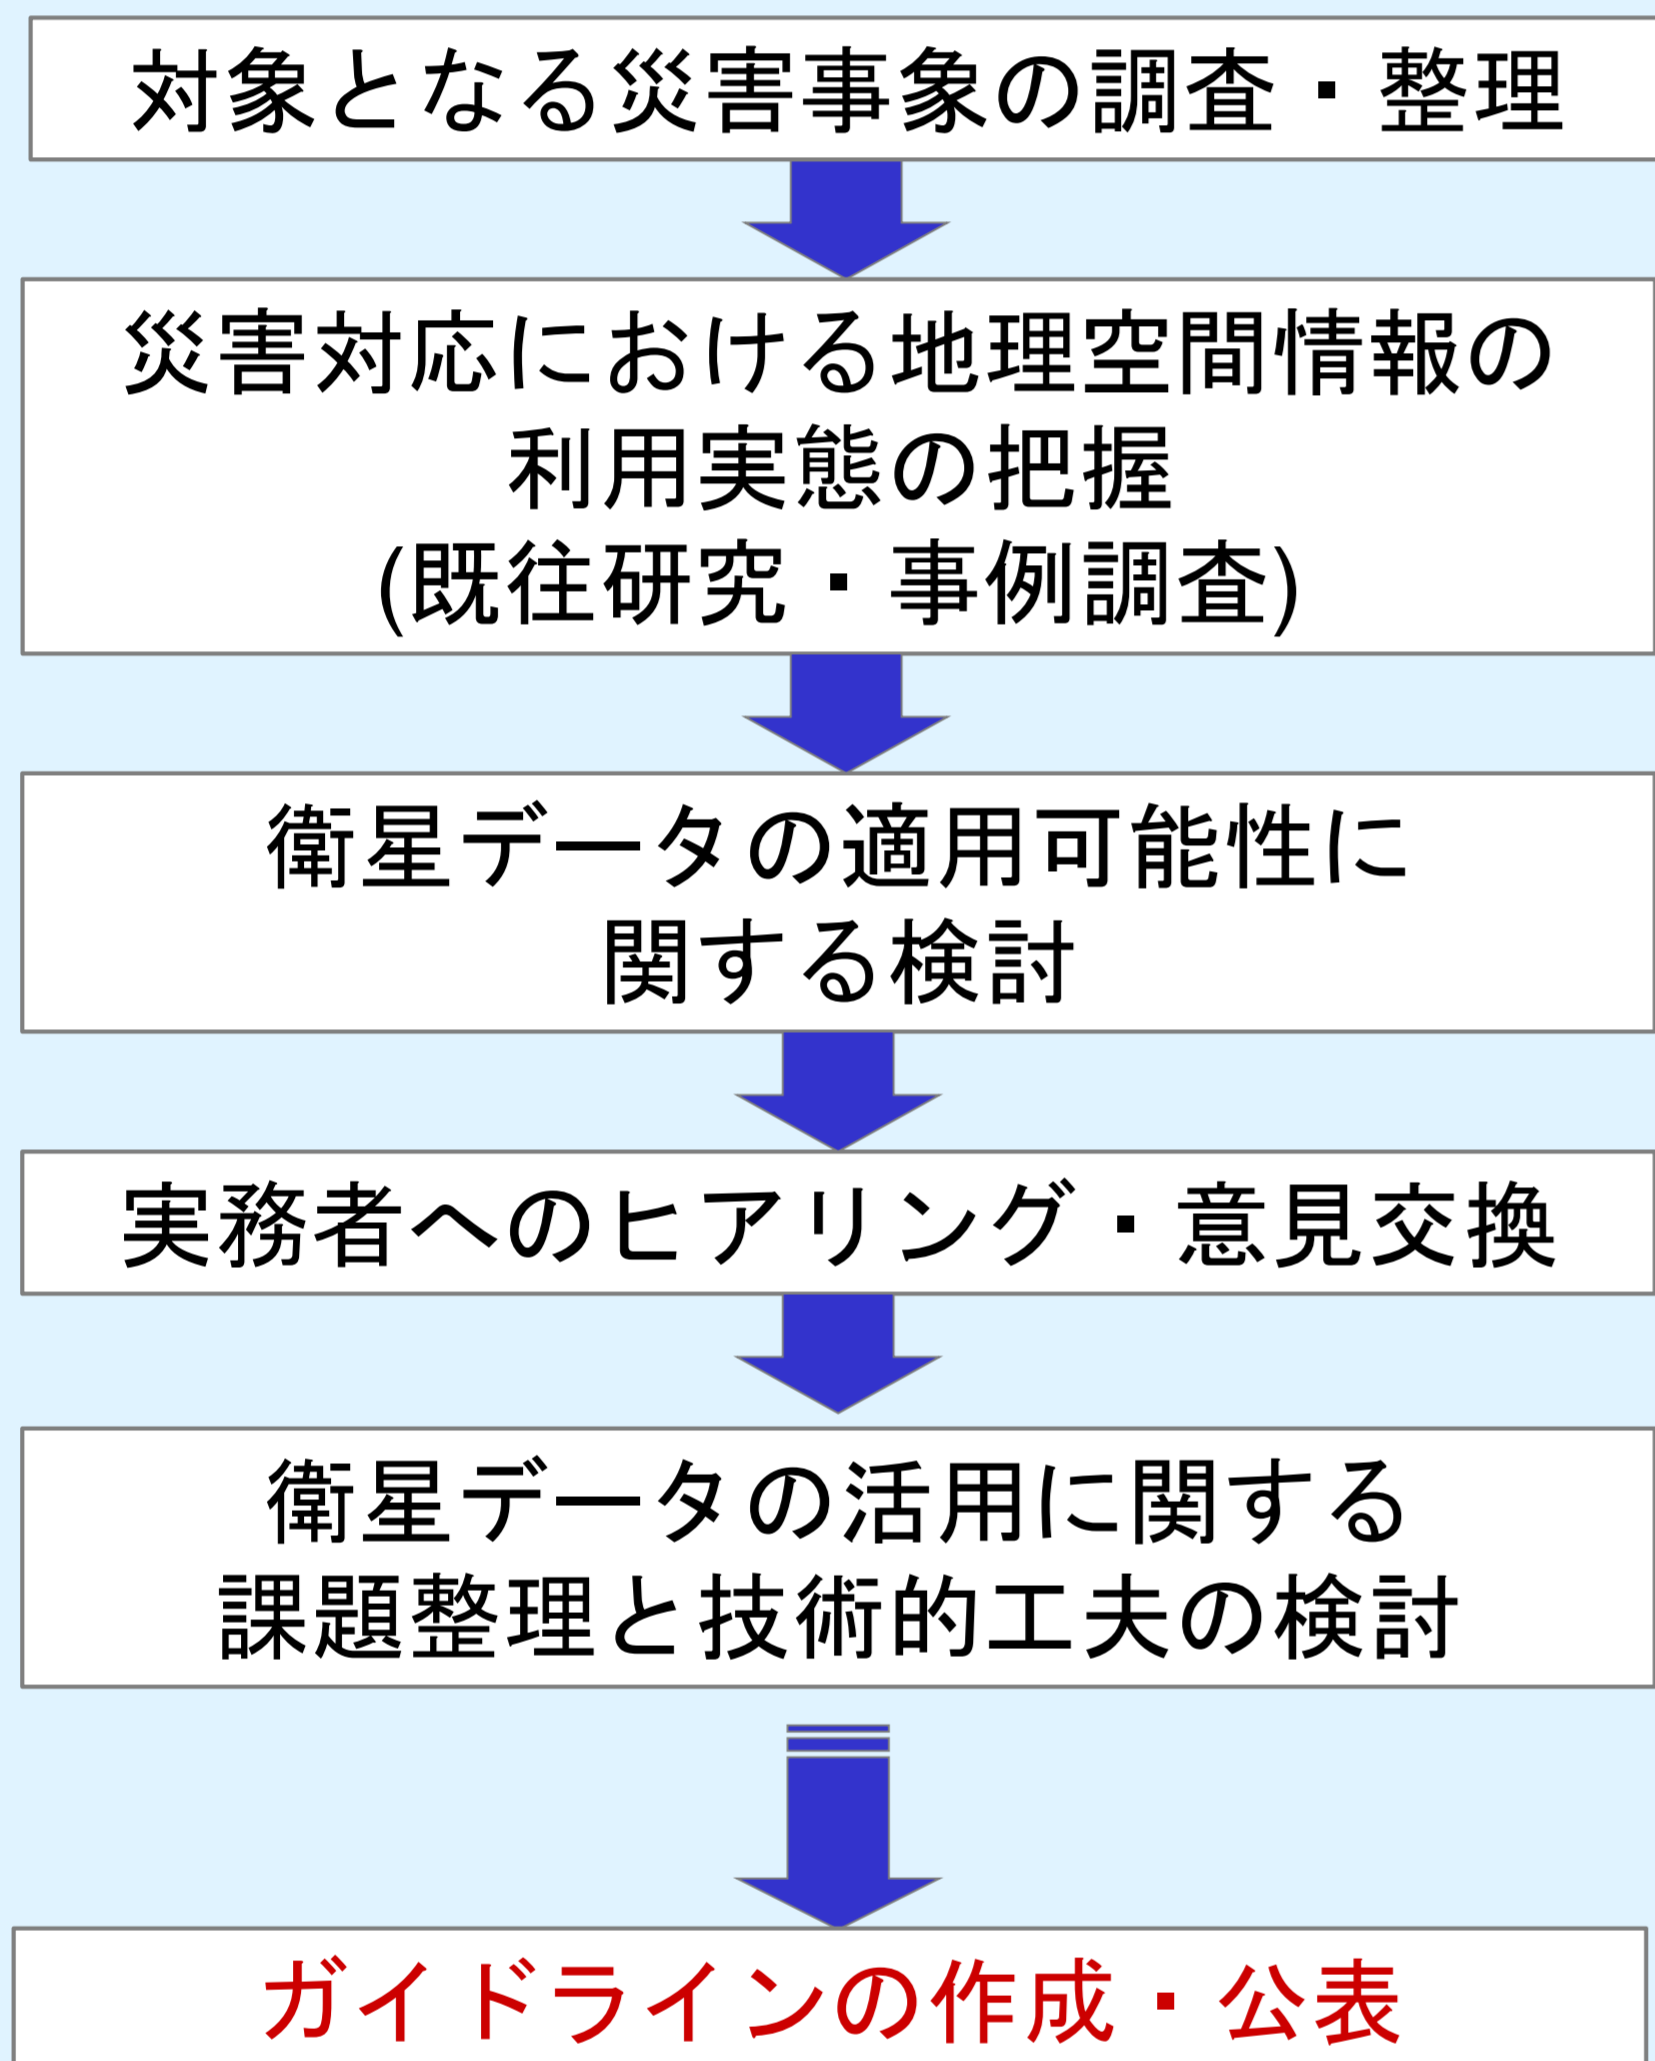 対象となる災害事象の調査・整理
災害対応における地理空間情報の
利用実態の把握
(既往研究・事例調査)
衛星データの適用可能性に
関する検討
実務者へのヒアリング・意見交換
衛星データの活用に関する
課題整理と技術的工夫の検討
ガイドラインの作成・公表